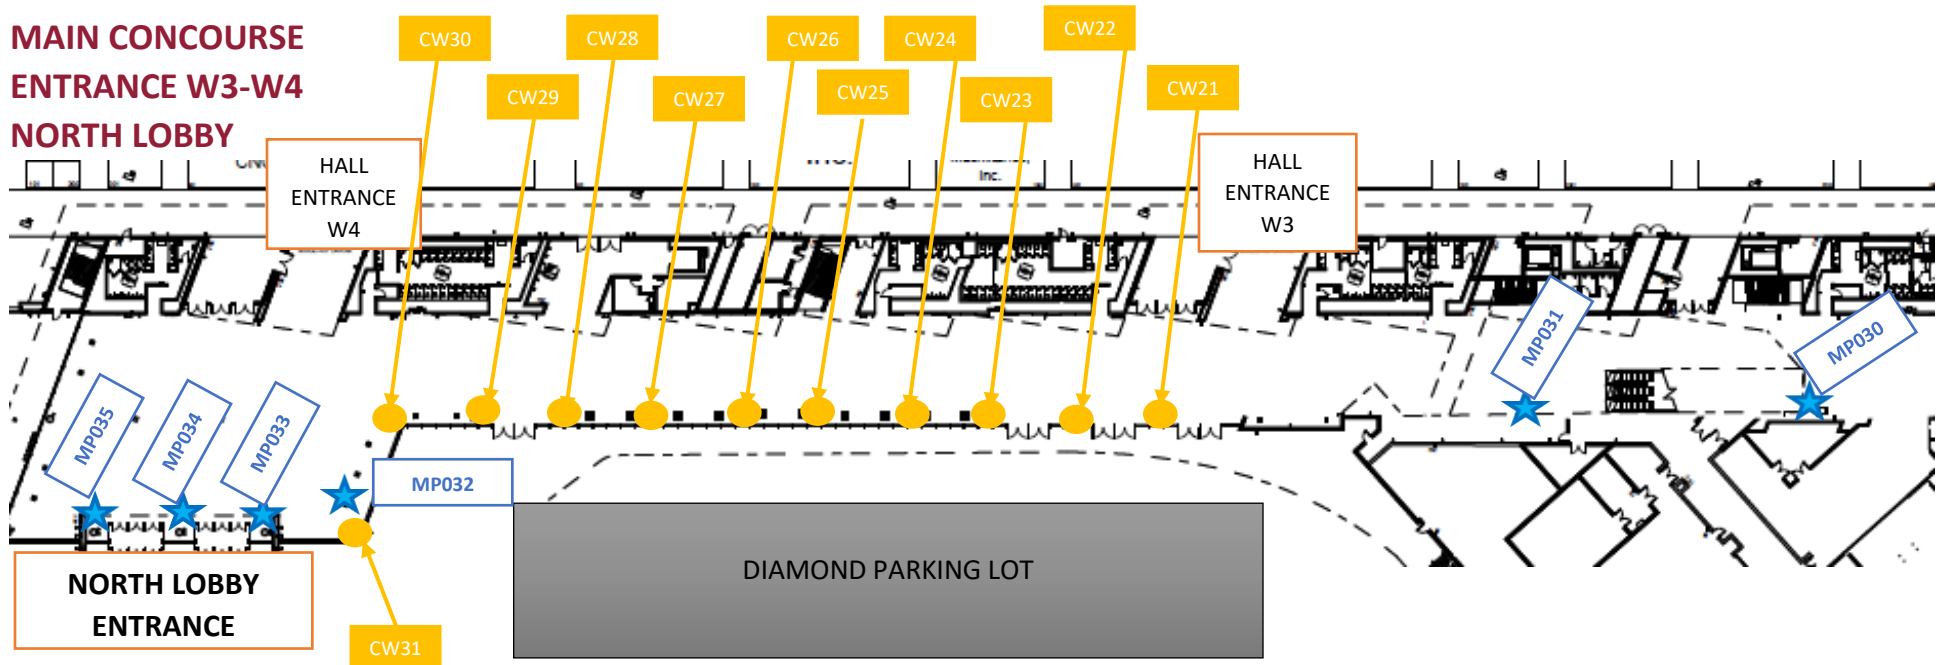 MAIN CONCOURSE
ENTRANCE W3-W4
NORTH LOBBY
CW30
CW28
CW26
CW24
CW22
CW29
CW27
CW25
CW23
CW21
HALL
ENTRANCE
W4
HALL
ENTRANCE
W3
Inc.
MP035
MP034
MP033
MP032
MP031
MP030
NORTH LOBBY
ENTRANCE
CW31
DIAMOND PARKING LOT